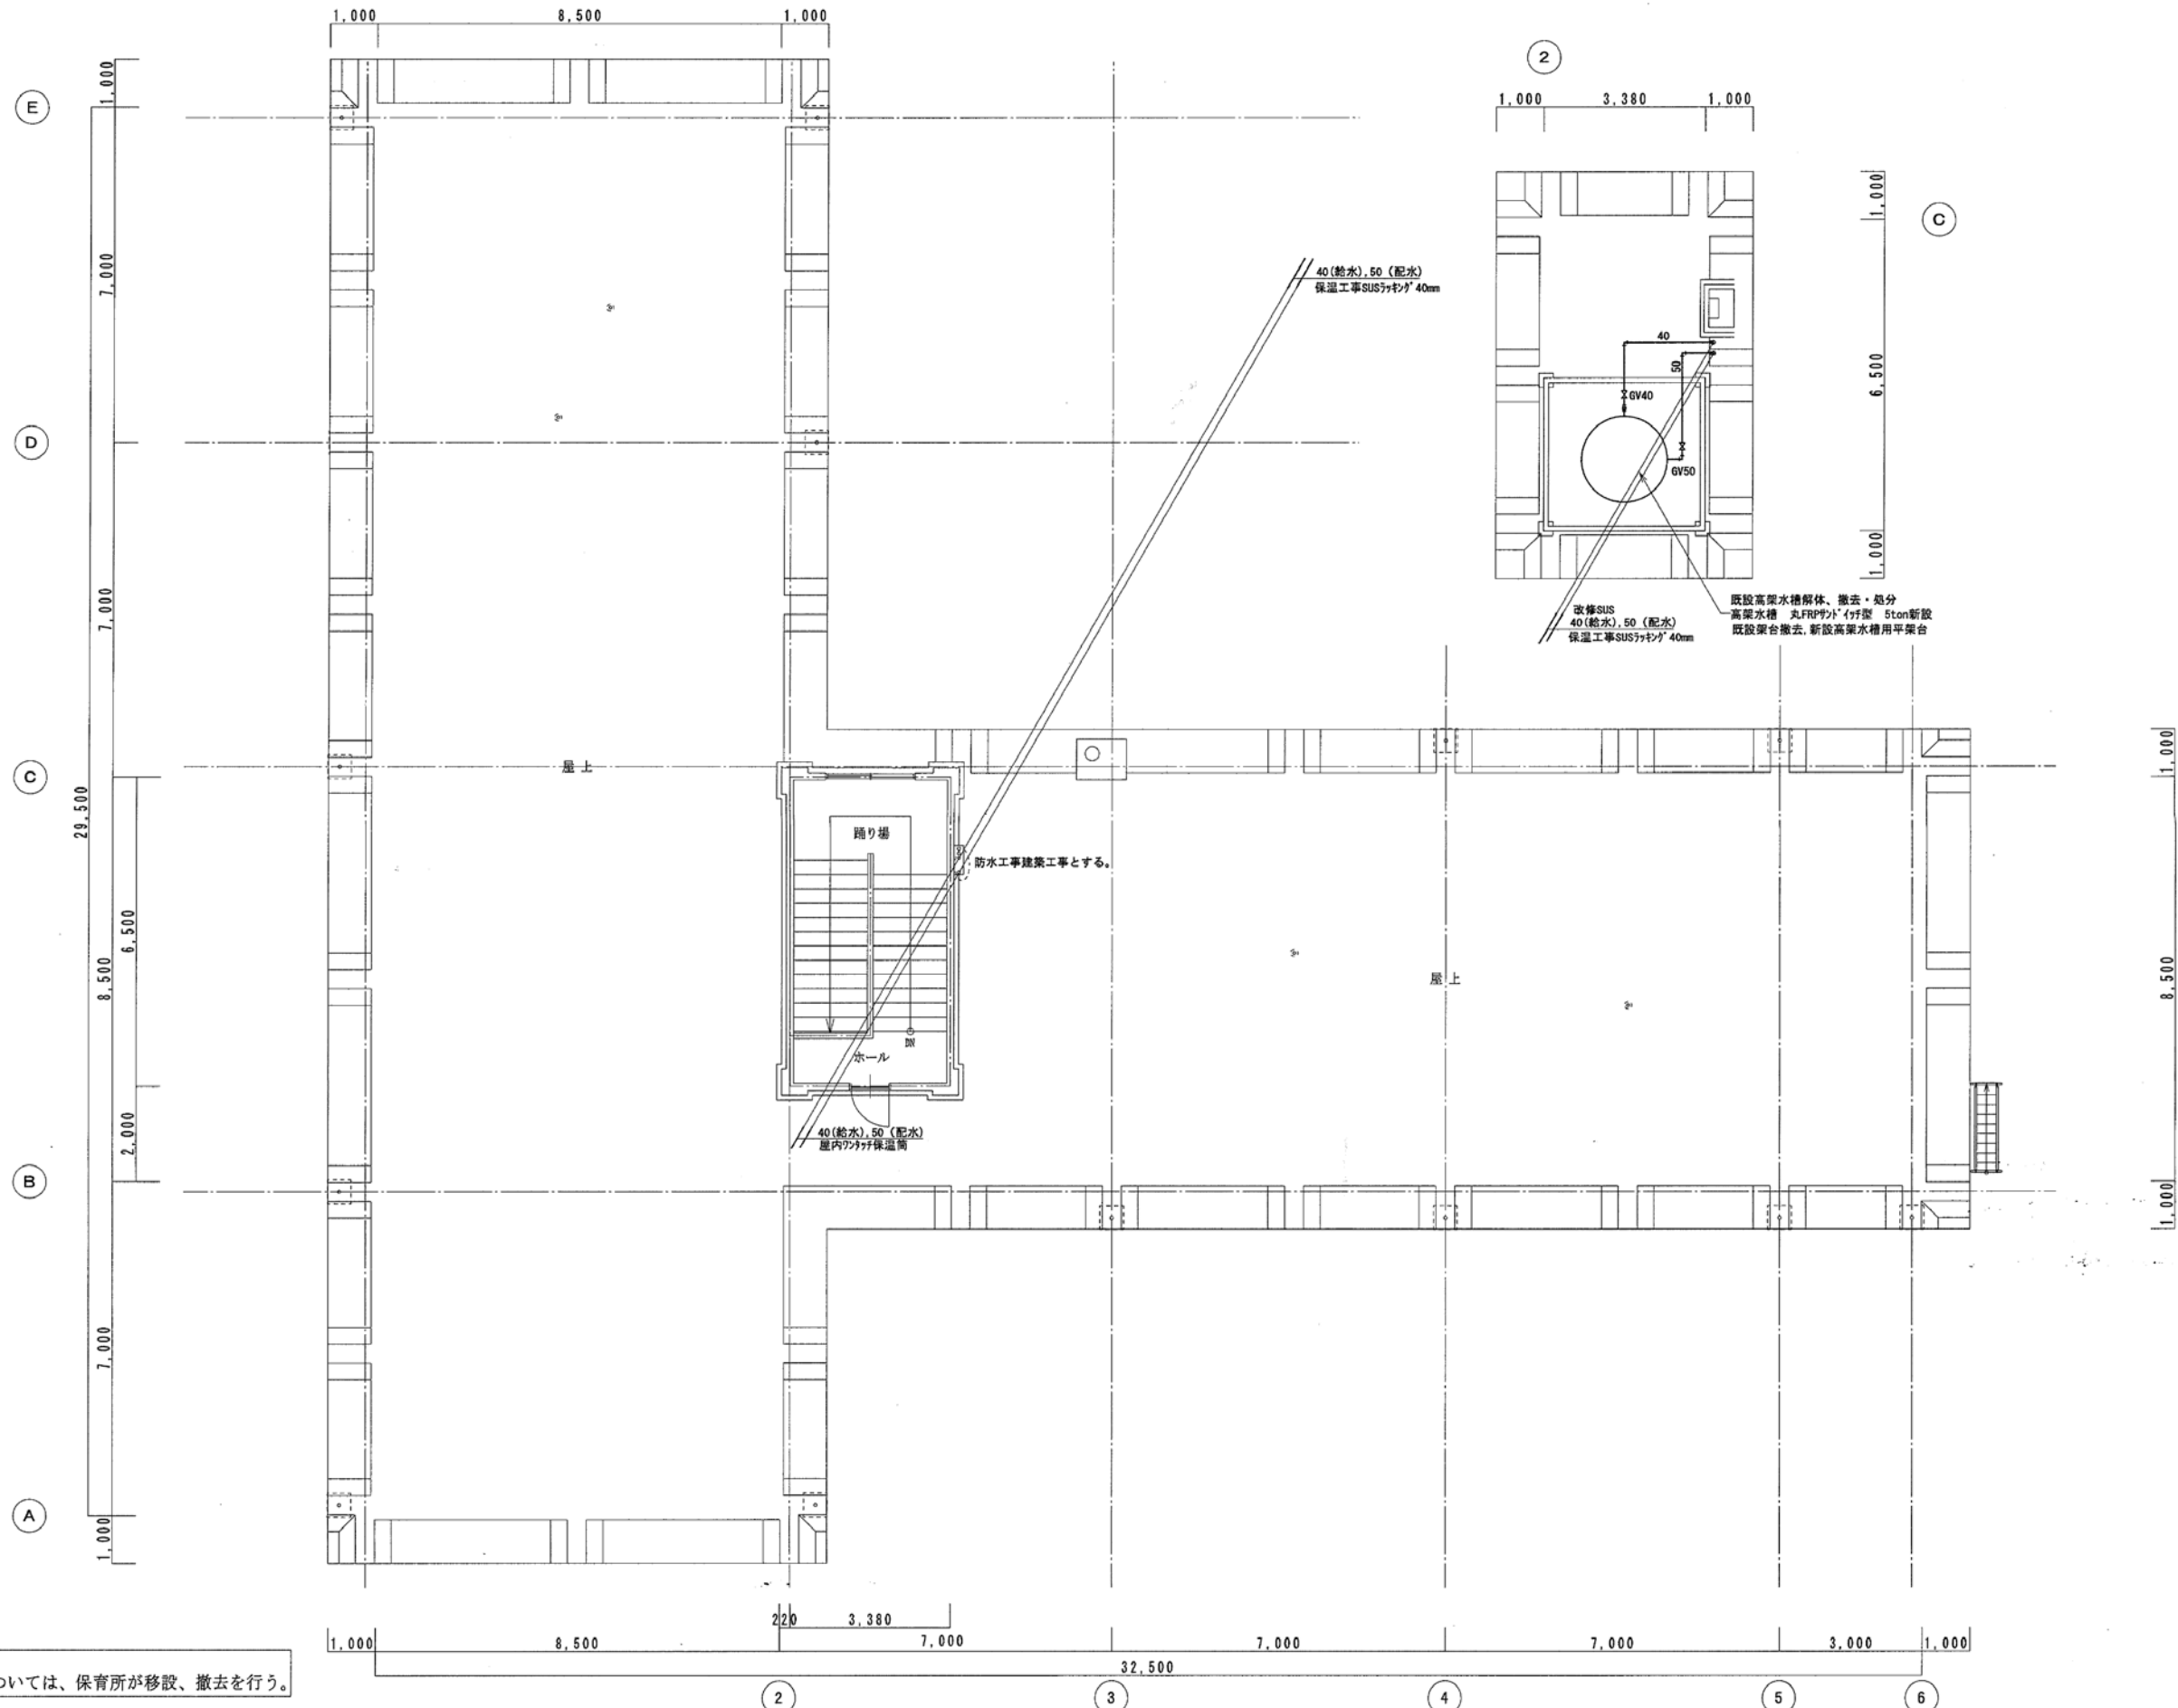 1,000 8,500 1,000
E
1,000
7,000
D
7,000
C
29,500
8,500
6,500
2,000
B
7,000
A
1,000
2
1,000 3,380 1,000
C
1,000
6,500
1,000
40
50
GV40
GV50
40(給水),50 (配水)
保温工事SUSラッキング 40mm
改修SUS
40(給水),50 (配水)
保温工事SUSラッキング 40mm
既設高架水槽解体、撤去・処分
高架水槽 丸FRPサンドイッチ型 5ton新設
既設架台撤去,新設高架水槽用平架台
屋上
踊り場
防水工事建築工事とする。
DN
ホール
40(給水),50 (配水)
屋内ワンタッチ保温筒
屋上
1,000
8,500
1,000
220 3,380
1,000 8,500 7,000 7,000 7,000 3,000 1,000
32,500
2 3 4 5 6
ついては、保育所が移設、撤去を行う。